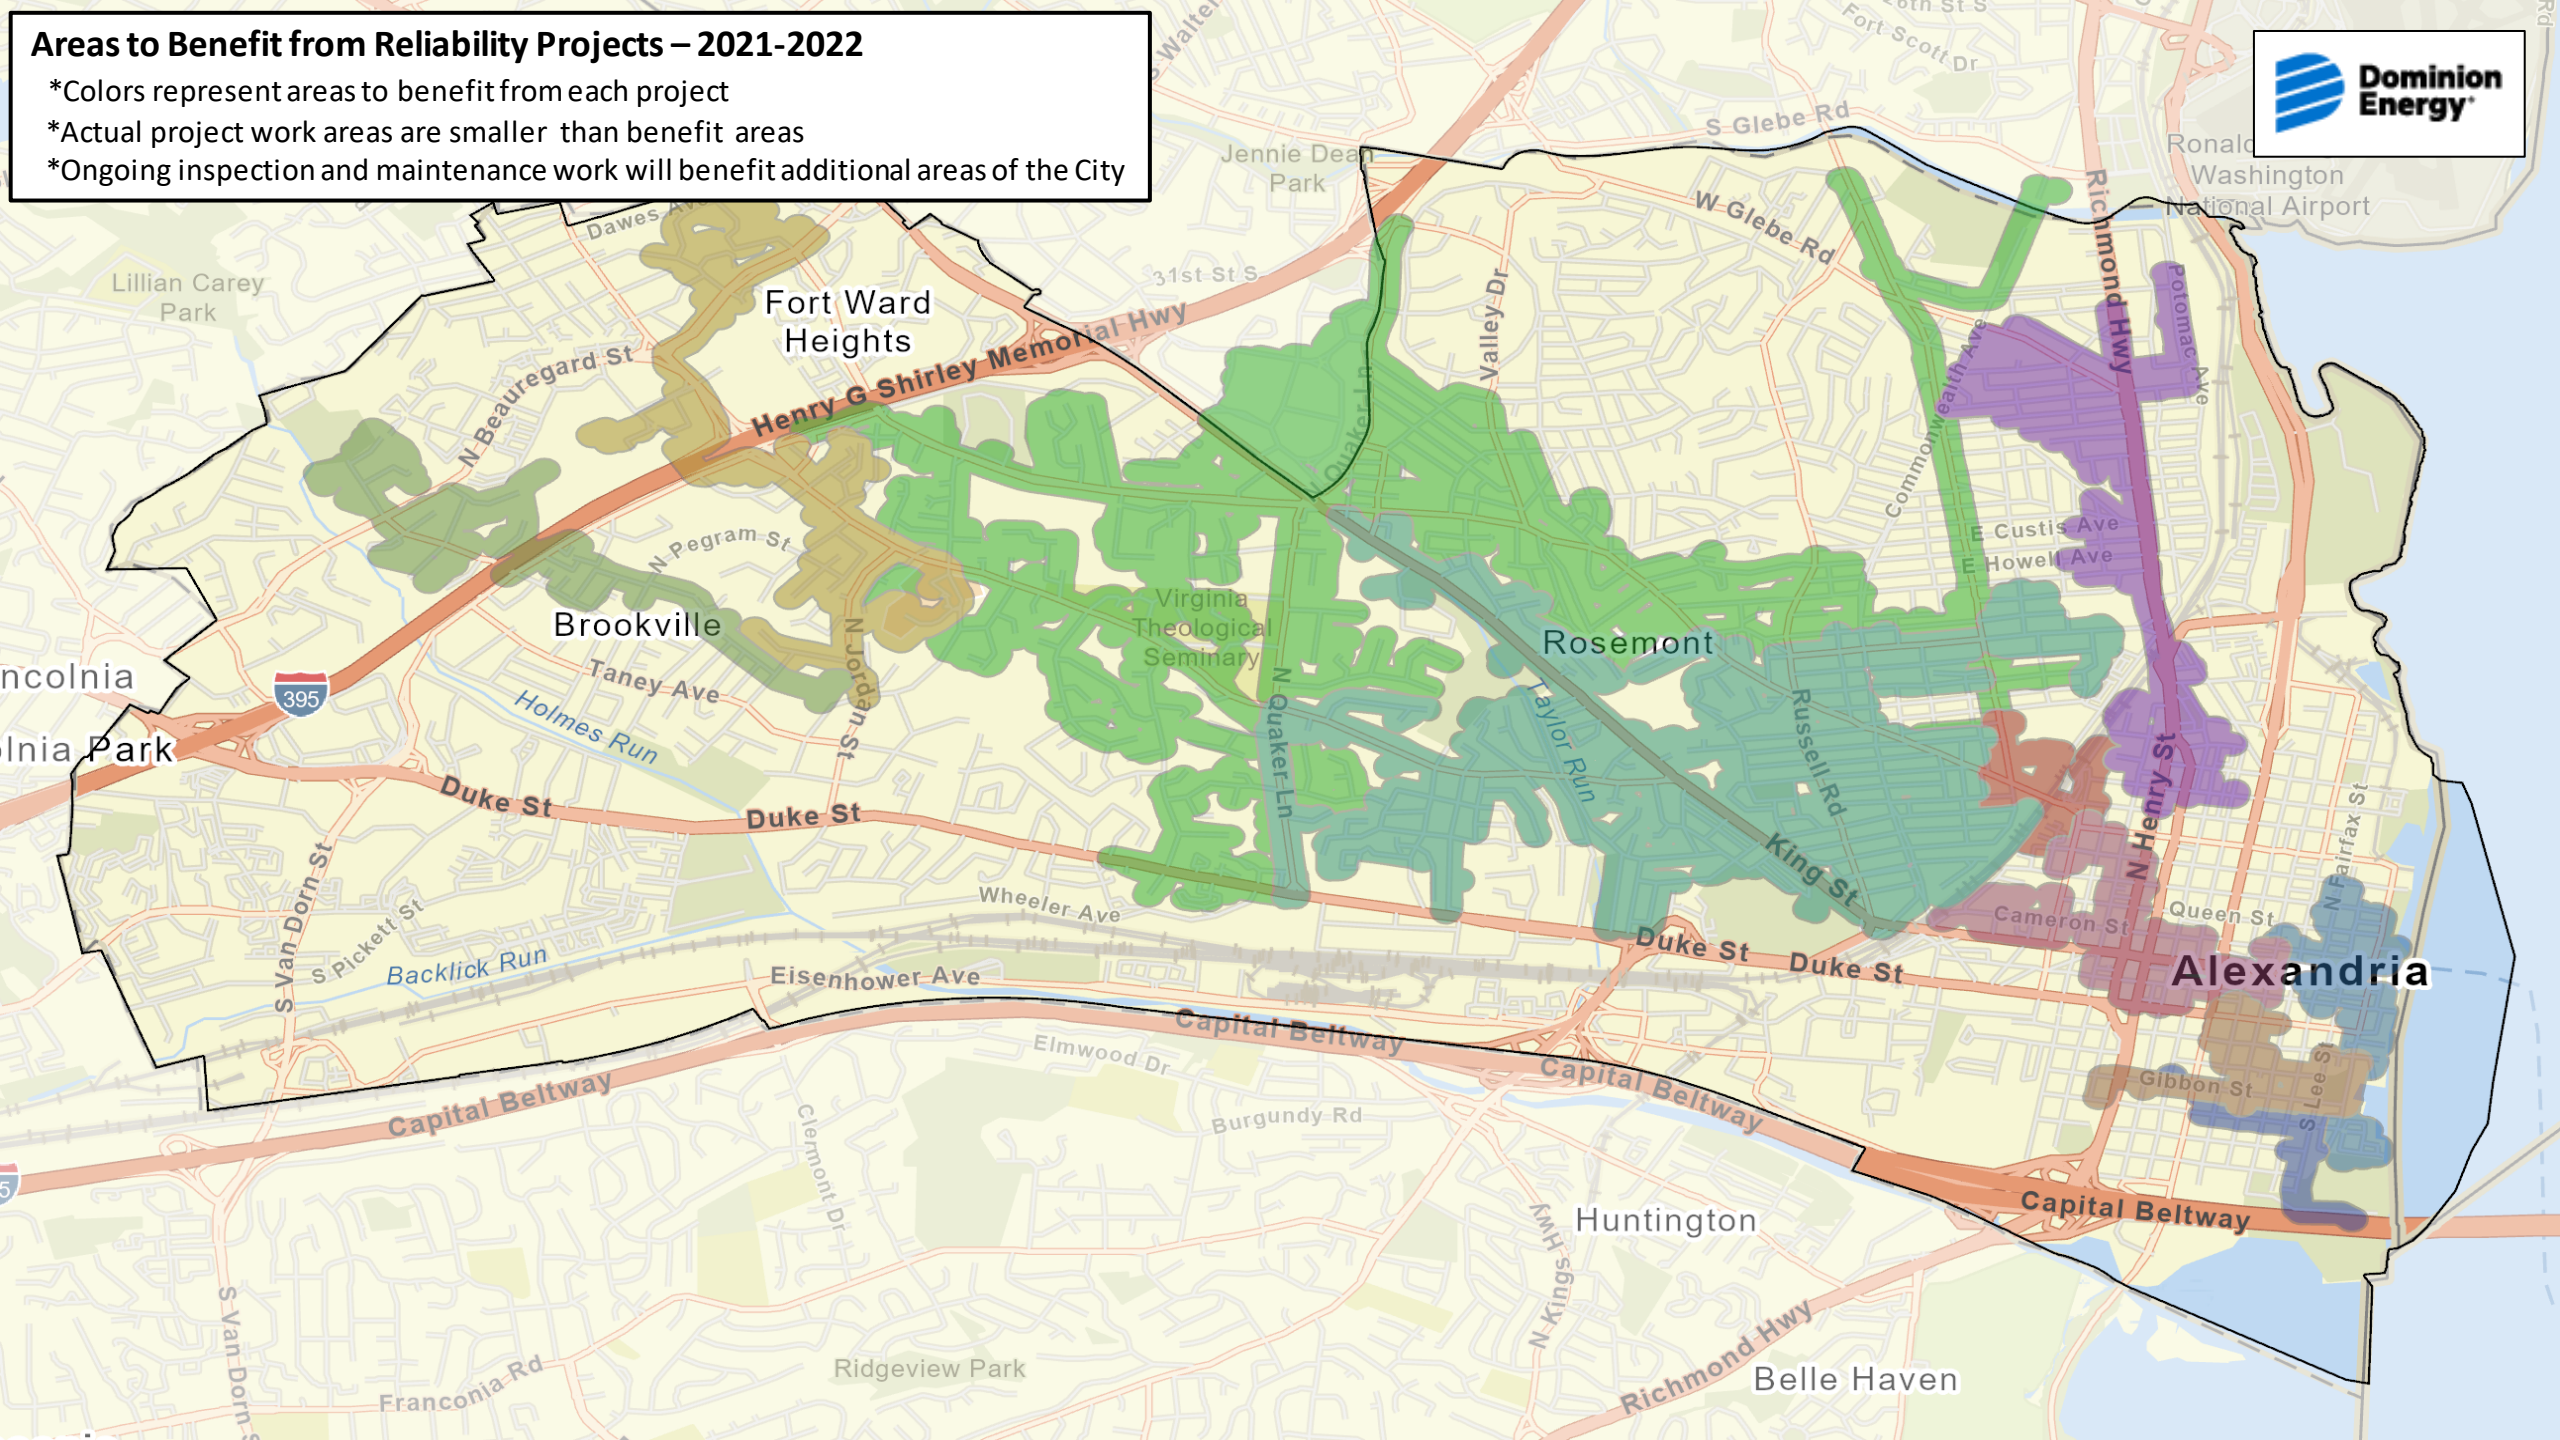 Areas to Benefit from Reliability Projects – 2021-2022
*Colors represent areas to benefit from each project
*Actual project work areas are smaller than benefit areas
*Ongoing inspection and maintenance work will benefit additional areas of the City
Dominion
Energy
S Walter
26th St S
Fort Scott Dr
S Glebe Rd
Rd
Jennie Dean
Park
Ronald
Washington
National Airport
Richmond Hwy
W Glebe Rd
Dawes Ave
31st St S
Lillian Carey
Park
Fort Ward
Heights
Henry G Shirley Memorial Hwy
Valley Dr
Potomac Ave
N Beauregard St
Commonwealth Ave
N Quaker Ln
E Custis Ave
E Howell Ave
N Pegram St
Brookville
Virginia
Theological
Seminary
Rosemont
N Jordan St
Taney Ave
ncolnia
395
Holmes Run
Taylor Run
N Quaker Ln
Russell Rd
lnia Park
Duke St
Duke St
N Henry St
N Fairfax St
King St
S Van Dorn St
S Pickett St
Wheeler Ave
Cameron St
Queen St
Backlick Run
Eisenhower Ave
Duke St
Duke St
Alexandria
Capital Beltway
Elmwood Dr
Capital Beltway
Gibbon St
S Lee St
Capital Beltway
Clermont Dr
Burgundy Rd
5
Huntington
Capital Beltway
N Kings Hwy
S Van Dorn S
Franconia Rd
Ridgeview Park
Richmond Hwy
Belle Haven